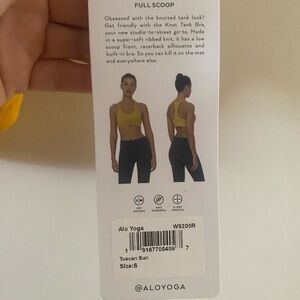 FULL SCOOP
Obsessed with the knotted tank look?
Get friendly with the Knot Tank Bra,
your new studio-to-street go-to. Made
in a super-soft ribbed knit, it has a low
scoop front, racerback silhouette and
built-in bra. So you can kill it on the mat
and everywhere else.
Alo Yoga W9205R
Tuscan Sun
Size:S
@ALOYOGA